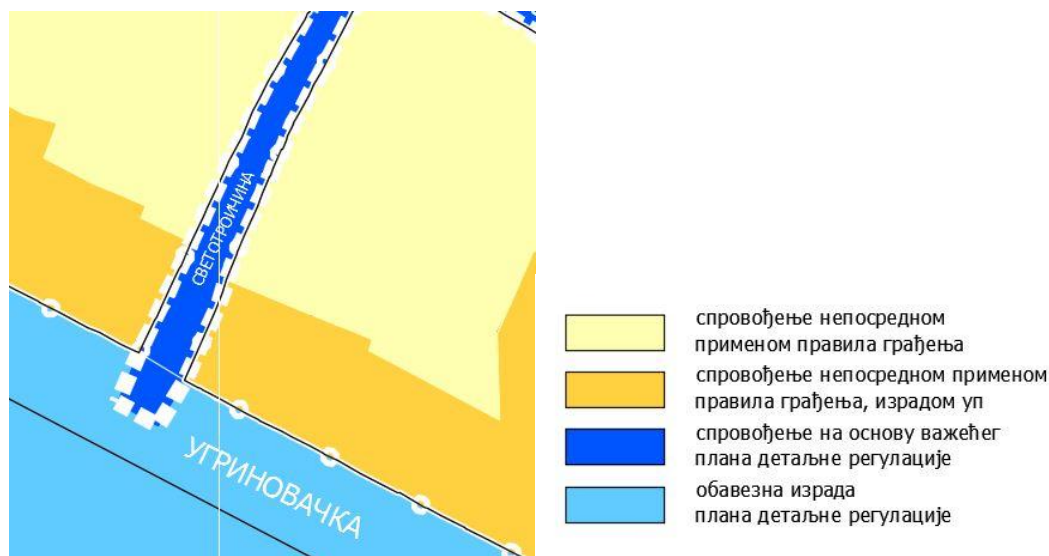 СВЕТОТРОЈИЧИНА
УГРИНОВАЧКА
спровођење непосредном
применом правила грађења
спровођење непосредном применом
правила грађења, израдом уп
спровођење на основу важећег
плана детаљне регулације
обавезна израда
плана детаљне регулације